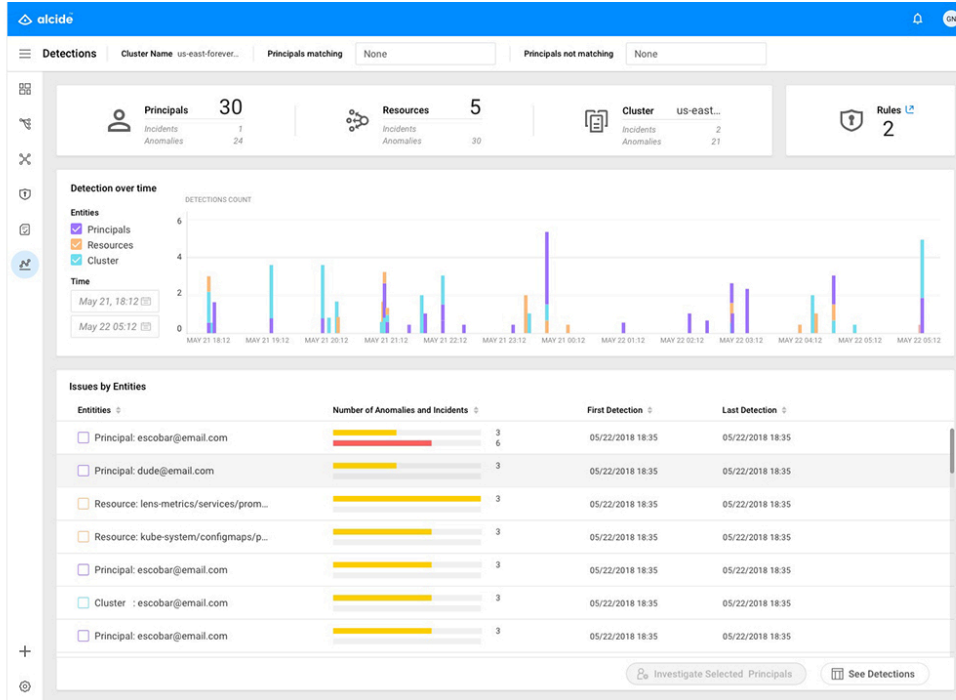 alcide
GN
Detections Cluster Name us-east-forever... Principals matching None Principals not matching None
Principals 30
Incidents 1
Anomalies 24
Resources 5
Incidents
Anomalies 30
Cluster us-east...
Incidents 2
Anomalies 21
Rules
2
Detection over time
DETECTIONS COUNT
Entities
Principals
Resources
Cluster
Time
May 21, 18:12
May 22 05:12
6
4
2
0
MAY 21 18:12 MAY 21 19:12 MAY 21 20:12 MAY 21 21:12 MAY 21 22:12 MAY 21 23:12 MAY 21 00:12 MAY 22 01:12 MAY 22 02:12 MAY 22 03:12 MAY 22 04:12 MAY 22 05:12 MAY 22 05:12
Issues by Entities
Entitities Number of Anomalies and Incidents First Detection Last Detection
Principal: escobar@email.com 3 6 05/22/2018 18:35 05/22/2018 18:35
Principal: dude@email.com 3 05/22/2018 18:35 05/22/2018 18:35
Resource: lens-metrics/services/prom... 3 05/22/2018 18:35 05/22/2018 18:35
Resource: kube-system/configmaps/p... 3 05/22/2018 18:35 05/22/2018 18:35
Principal: escobar@email.com 3 05/22/2018 18:35 05/22/2018 18:35
Cluster : escobar@email.com 3 05/22/2018 18:35 05/22/2018 18:35
Principal: escobar@email.com 3 05/22/2018 18:35 05/22/2018 18:35
Investigate Selected Principals See Detections